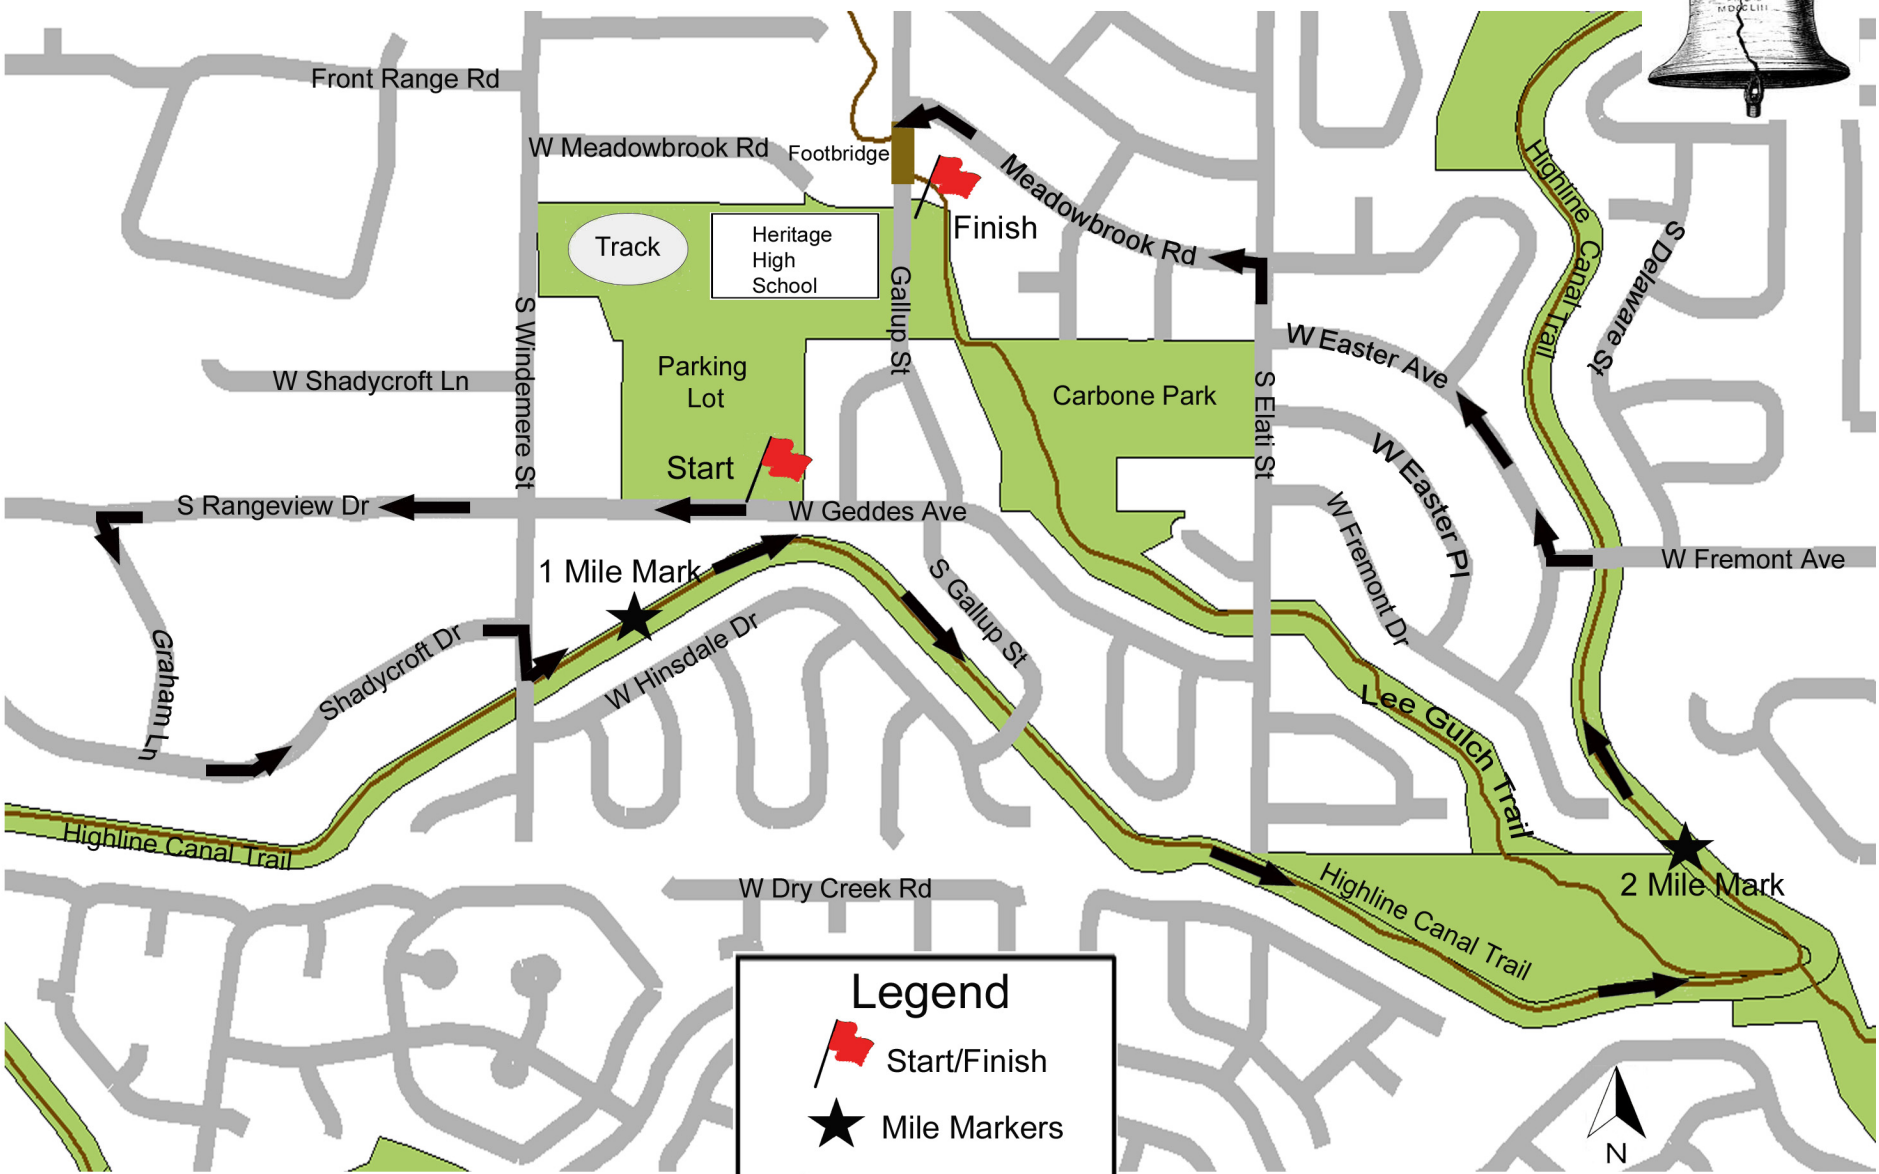 MDCCLIII
Front Range Rd
W Meadowbrook Rd
Footbridge
Meadowbrook Rd
Finish
Track
Heritage
High
School
Gallup St
S Windemere St
Highline
Canal Trail
S Delaware St
W Easter Ave
W Shadycroft Ln
Parking
Lot
Carbone Park
S Elati St
Start
W Easter Pl
S Rangeview Dr
W Geddes Ave
W Fremont Dr
W Fremont Ave
1 Mile Mark
S Gallup St
Graham Ln
Shadycroft Dr
W Hinsdale Dr
Lee Gulch Trail
Highline Canal Trail
W Dry Creek Rd
Highline Canal Trail
2 Mile Mark
Legend
Start/Finish
Mile Markers
N